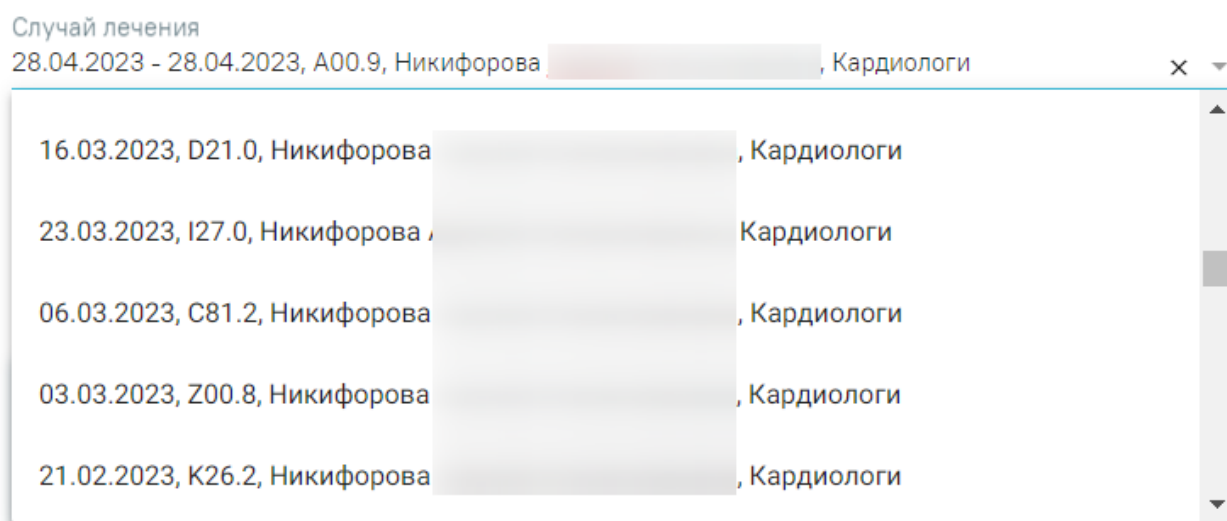 Случай лечения
28.04.2023 - 28.04.2023, A00.9, Никифорова , Кардиологи
16.03.2023, D21.0, Никифорова , Кардиологи
23.03.2023, I27.0, Никифорова Кардиологи
06.03.2023, C81.2, Никифорова , Кардиологи
03.03.2023, Z00.8, Никифорова , Кардиологи
21.02.2023, K26.2, Никифорова , Кардиологи